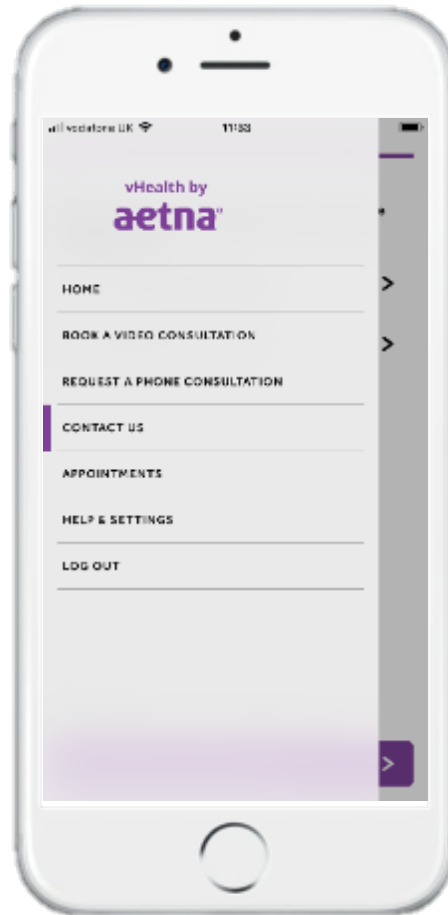 vodafone UK 11:33
vHealth by
aetna®
HOME
BOOK A VIDEO CONSULTATION
REQUEST A PHONE CONSULTATION
CONTACT US
APPOINTMENTS
HELP & SETTINGS
LOG OUT